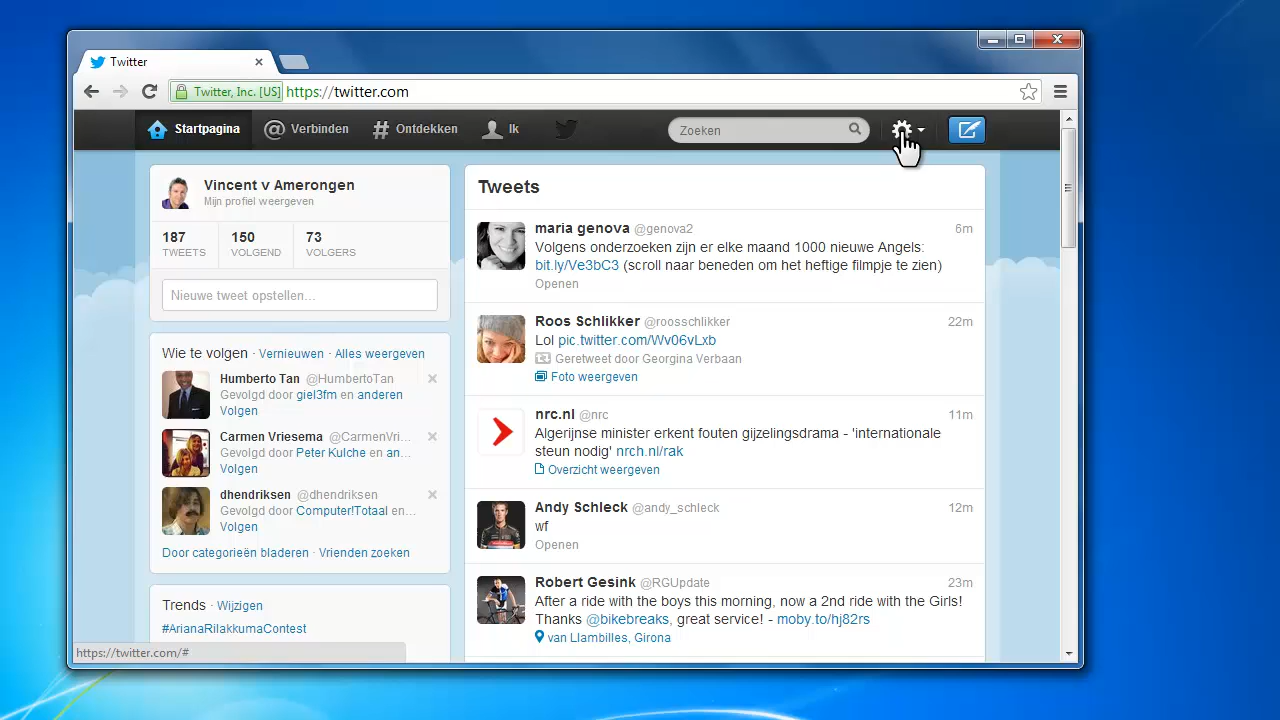 Twitter
Twitter, Inc. [US] https://twitter.com
Startpagina Verbinden Ontdekken Ik Zoeken
Vincent v Amerongen
Mijn profiel weergeven
187 150 73
TWEETS VOLGEND VOLGERS
Nieuwe tweet opstellen...
Wie te volgen · Vernieuwen · Alles weergeven
Humberto Tan @HumbertoTan
Gevolgd door giel3fm en anderen
Volgen
Carmen Vriesema @CarmenVri...
Gevolgd door Peter Kulche en an...
Volgen
dhendriksen @dhendriksen
Gevolgd door Computer!Totaal en...
Volgen
Door categorieën bladeren · Vrienden zoeken
Trends · Wijzigen
#ArianaRilakkumaContest
https://twitter.com/#
Tweets
maria genova @genova2 6m
Volgens onderzoeken zijn er elke maand 1000 nieuwe Angels:
bit.ly/Ve3bC3 (scroll naar beneden om het heftige filmpje te zien)
Openen
Roos Schlikker @roosschlikker 22m
Lol pic.twitter.com/Wv06vLxb
Geretweet door Georgina Verbaan
Foto weergeven
nrc.nl @nrc 11m
Algerijnse minister erkent fouten gijzelingsdrama - 'internationale
steun nodig' nrch.nl/rak
Overzicht weergeven
Andy Schleck @andy_schleck 12m
wf
Openen
Robert Gesink @RGUpdate 23m
After a ride with the boys this morning, now a 2nd ride with the Girls!
Thanks @bikebreaks, great service! - moby.to/hj82rs
van Llambilles, Girona